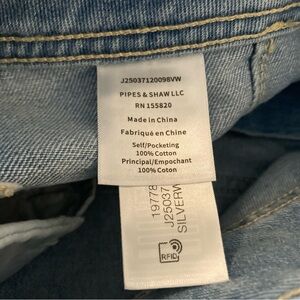 J25037120098VW
PIPES & SHAW LLC
RN 155820
Made in China
Fabriqué en Chine
Self/Pocketing
100% Cotton
Principal/Empochant
100% Coton
19778
J25037
SILVERW
RFID